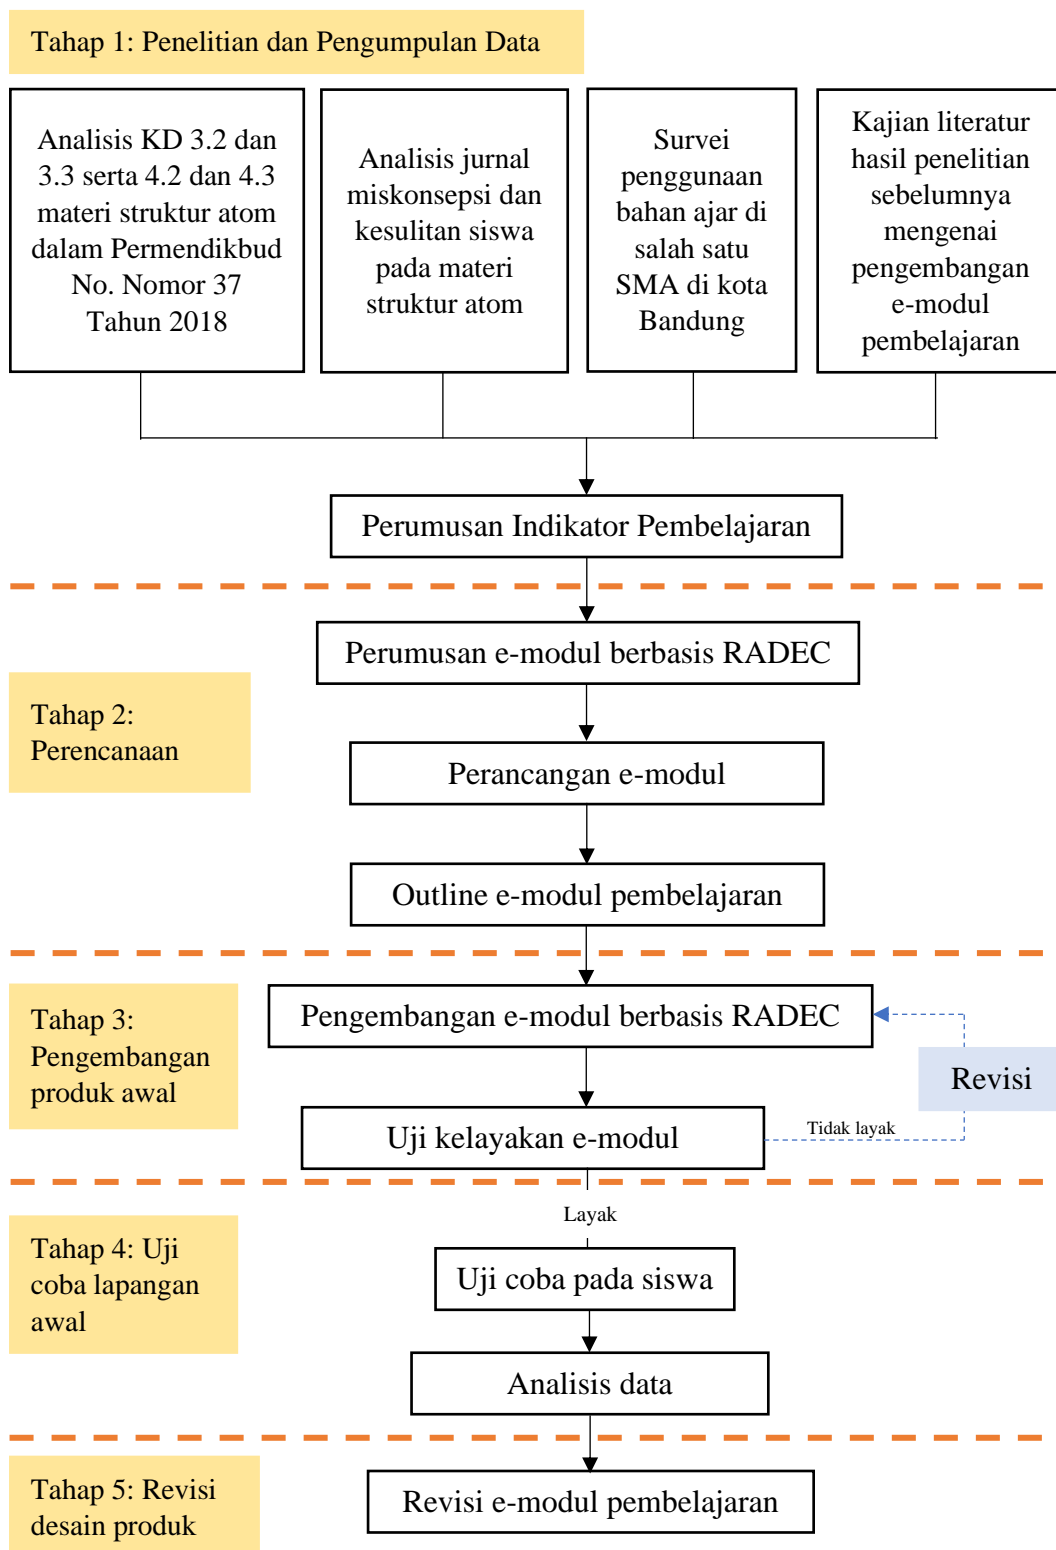 Tahap 1: Penelitian dan Pengumpulan Data
Analisis KD 3.2 dan
3.3 serta 4.2 dan 4.3
materi struktur atom
dalam Permendikbud
No. Nomor 37
Tahun 2018
Analisis jurnal
miskonsepsi dan
kesulitan siswa
pada materi
struktur atom
Survei
penggunaan
bahan ajar di
salah satu
SMA di kota
Bandung
Kajian literatur
hasil penelitian
sebelumnya
mengenai
pengembangan
e-modul
pembelajaran
Perumusan Indikator Pembelajaran
Perumusan e-modul berbasis RADEC
Tahap 2:
Perencanaan
Perancangan e-modul
Outline e-modul pembelajaran
Tahap 3:
Pengembangan
produk awal
Pengembangan e-modul berbasis RADEC
Revisi
Uji kelayakan e-modul
Tidak layak
Layak
Tahap 4: Uji
coba lapangan
awal
Uji coba pada siswa
Analisis data
Tahap 5: Revisi
desain produk
Revisi e-modul pembelajaran